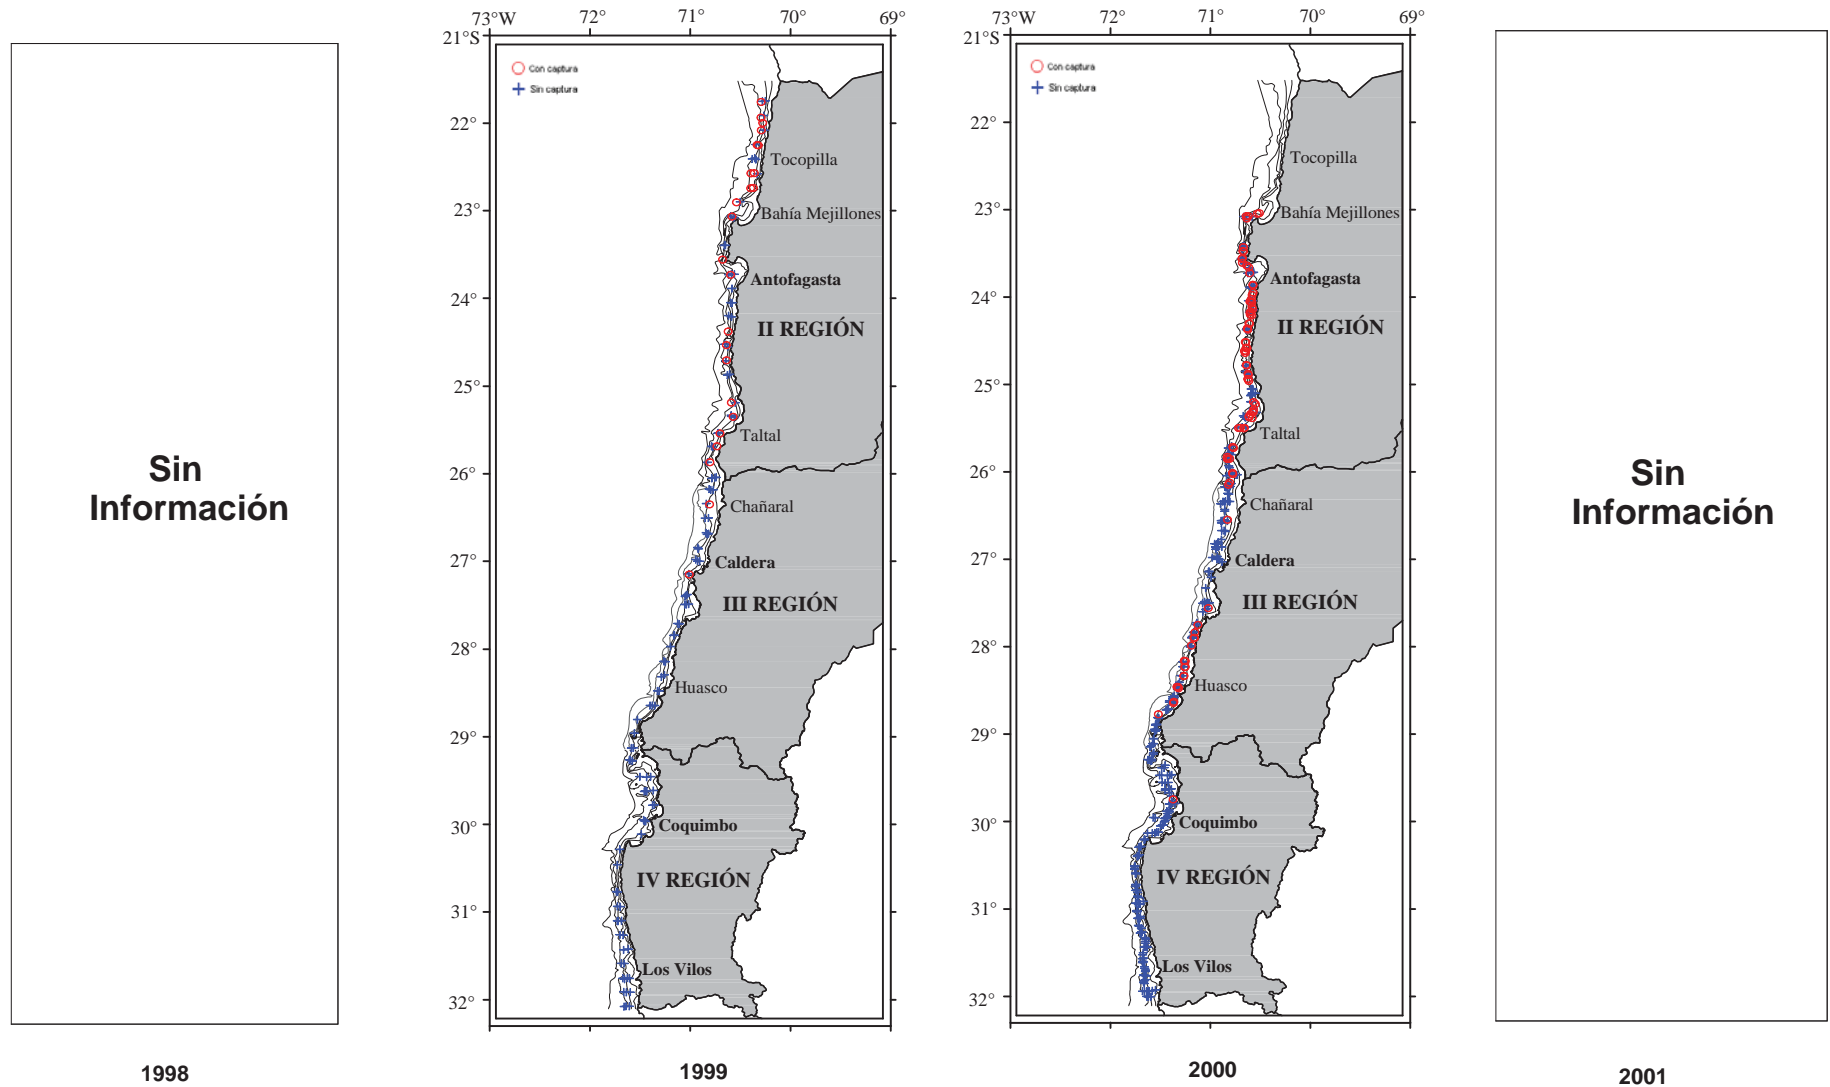 Sin
Información
1998
73°W 72° 71° 70° 69°
21°S
Con captura
Sin captura
22°
Tocopilla
23°
Bahía Mejillones
Antofagasta
24°
II REGIÓN
25°
Taltal
26°
Chañaral
27°
Caldera
III REGIÓN
28°
Huasco
29°
30°
Coquimbo
IV REGIÓN
31°
Los Vilos
32°
1999
73°W 72° 71° 70° 69°
21°S
Con captura
Sin captura
22°
Tocopilla
23°
Bahía Mejillones
Antofagasta
24°
II REGIÓN
25°
Taltal
26°
Chañaral
27°
Caldera
III REGIÓN
28°
Huasco
29°
30°
Coquimbo
IV REGIÓN
31°
Los Vilos
32°
2000
Sin
Información
2001